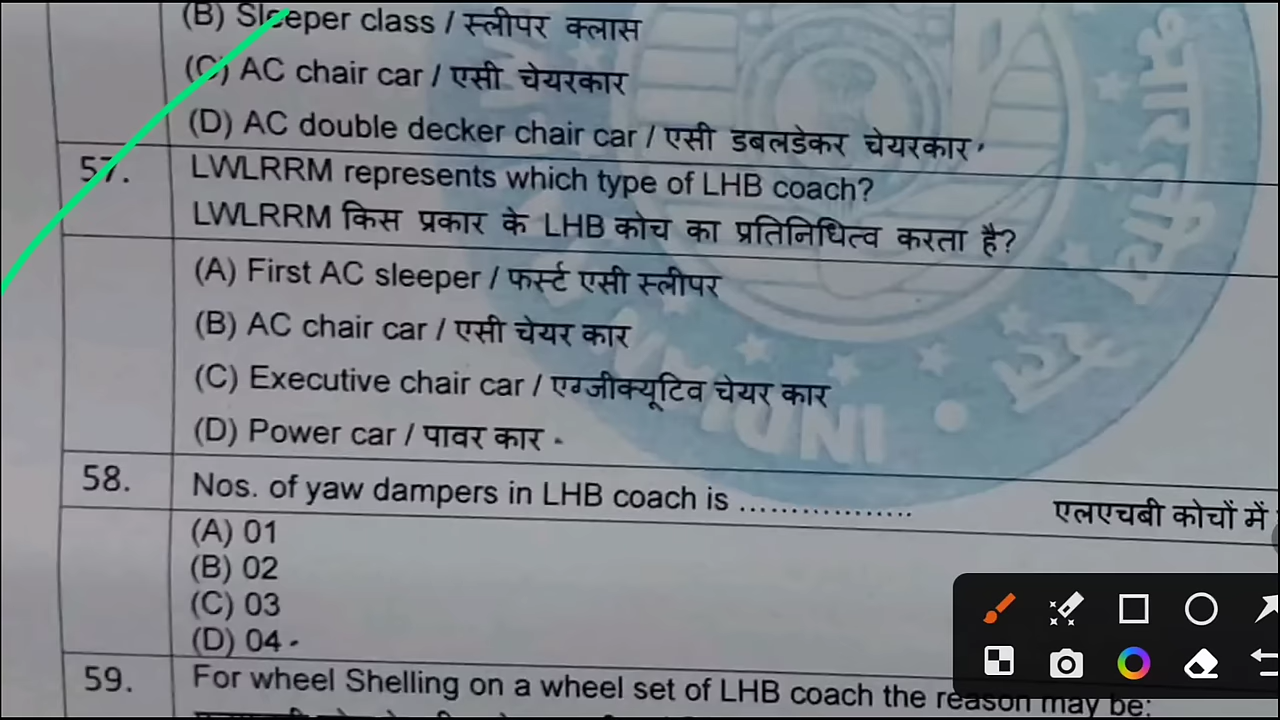 (B) Sleeper class / स्लीपर क्लास
(C) AC chair car / एसी चेयरकार
(D) AC double decker chair car / एसी डबलडेकर चेयरकार
57. LWLRRM represents which type of LHB coach?
LWLRRM किस प्रकार के LHB कोच का प्रतिनिधित्व करता है?
(A) First AC sleeper / फर्स्ट एसी स्लीपर
(B) AC chair car / एसी चेयर कार
(C) Executive chair car / एग्जीक्यूटिव चेयर कार
(D) Power car / पावर कार
58. Nos. of yaw dampers in LHB coach is ................. एलएचबी कोचों में
(A) 01
(B) 02
(C) 03
(D) 04
59. For wheel Shelling on a wheel set of LHB coach the reason may be:
INDIAN
भारतीय